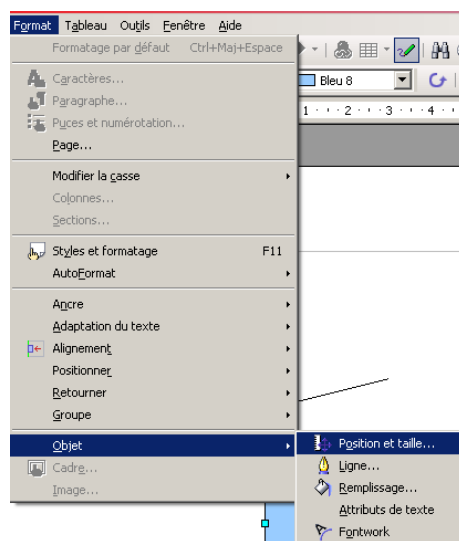 Format Tableau Outils Fenêtre Aide
Formatage par défaut Ctrl+Maj+Espace
Caractères...
Bleu 8
Paragraphe...
1 2 3 4
Puces et numérotation...
Page...
Modifier la casse
Colonnes...
Sections...
Styles et formatage F11
AutoFormat
Ancre
Adaptation du texte
Alignement
Positionner
Retourner
Groupe
Objet
Position et taille...
Cadre...
Ligne...
Image...
Remplissage...
Attributs de texte
Fontwork